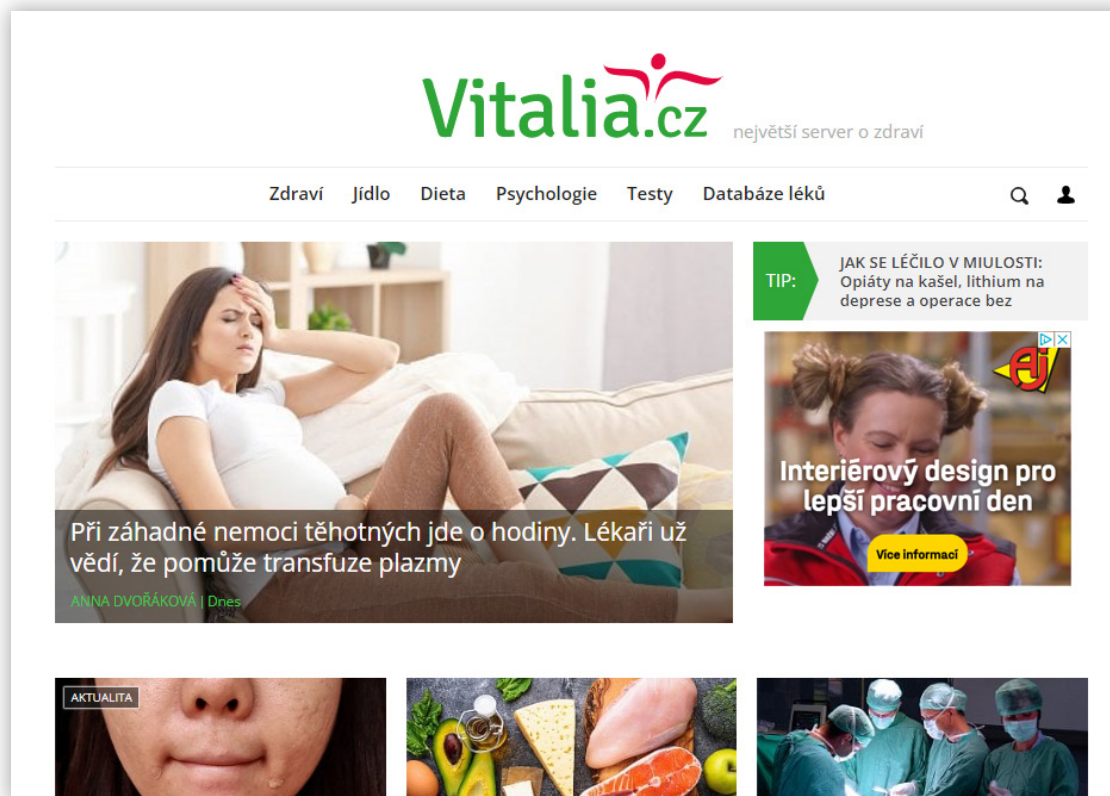 Vitalia.cz
největší server o zdraví
Zdraví Jídlo Dieta Psychologie Testy Databáze léků
TIP:
JAK SE LÉČILO V MIULOSTI:
Opiáty na kašel, lithium na
deprese a operace bez
Aj
Interiérový design pro
lepší pracovní den
Více informací
Při záhadné nemoci těhotných jde o hodiny. Lékaři už
vědí, že pomůže transfuze plazmy
ANNA DVOŘÁKOVÁ | Dnes
AKTUALITA